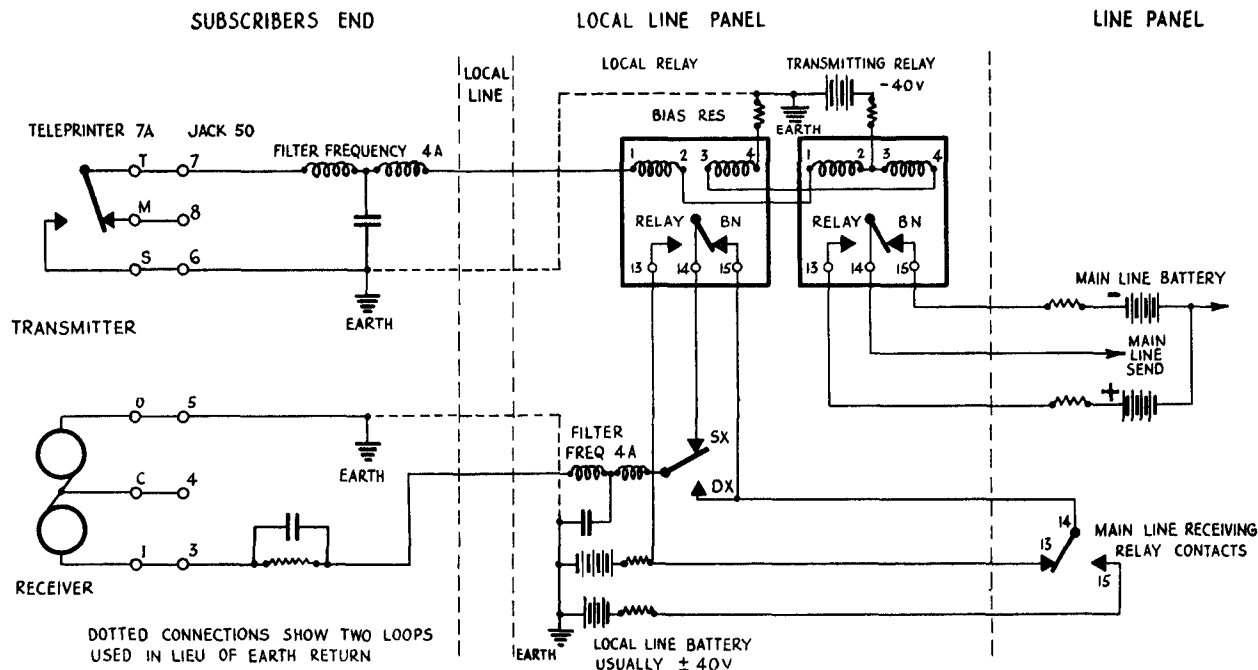 SUBSCRIBERS END
LOCAL LINE PANEL
LINE PANEL
LOCAL
LINE
LOCAL RELAY
TRANSMITTING RELAY
-40V
BIAS RES
EARTH
TELEPRINTER 7A
JACK 50
FILTER FREQUENCY 4A
T 7
M 8
S 6
EARTH
TRANSMITTER
1 2 3 4
RELAY BN
13 14 15
1 2 3 4
RELAY BN
13 14 15
MAIN LINE BATTERY
-
MAIN
LINE
SEND
+
O 5
C 4
I 3
EARTH
RECEIVER
FILTER
FREQ 4A
SX
DX
14
13
15
MAIN LINE RECEIVING
RELAY CONTACTS
DOTTED CONNECTIONS SHOW TWO LOOPS
USED IN LIEU OF EARTH RETURN
EARTH
LOCAL LINE BATTERY
USUALLY ± 40V